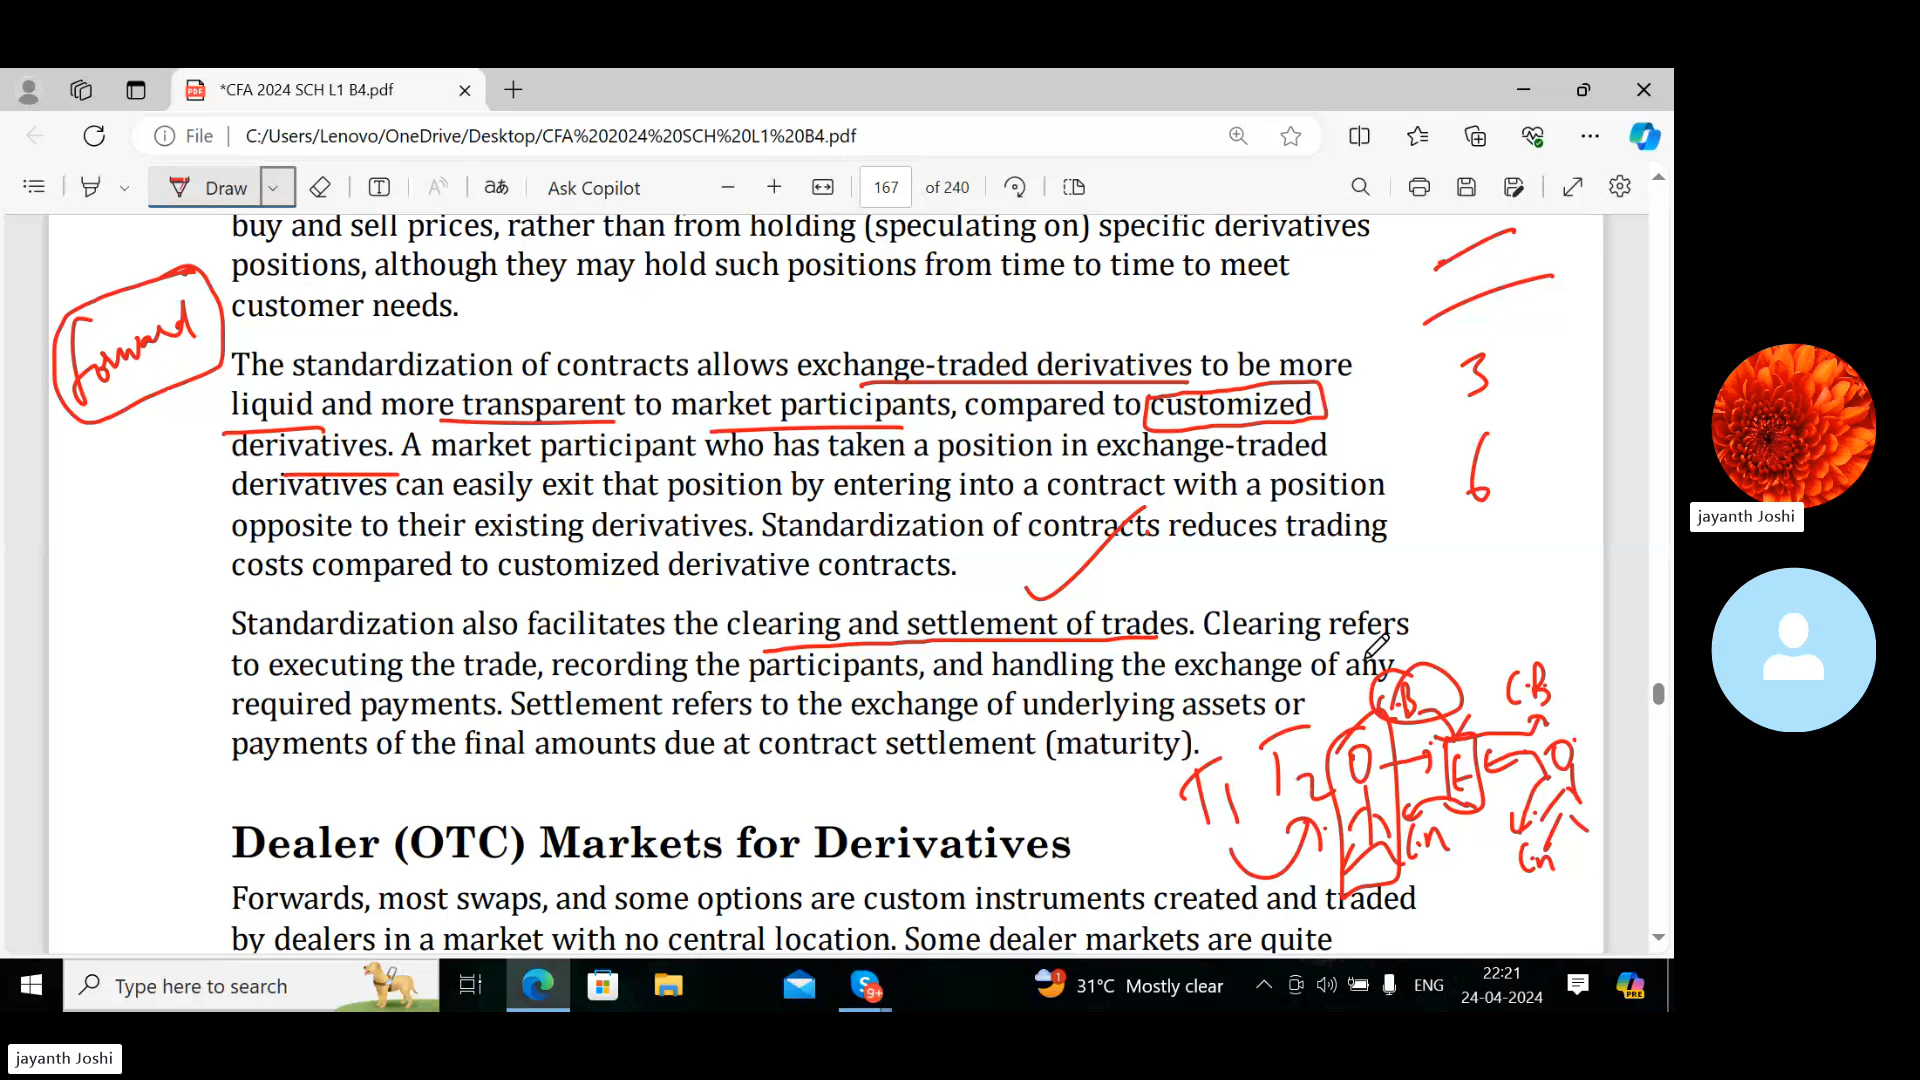 *CFA 2024 SCH L1 B4.pdf
File
C:/Users/Lenovo/OneDrive/Desktop/CFA%202024%20SCH%20L1%20B4.pdf
Draw
Ask Copilot
167 of 240
buy and sell prices, rather than from holding (speculating on) specific derivatives
positions, although they may hold such positions from time to time to meet
customer needs.
Forward
The standardization of contracts allows exchange-traded derivatives to be more
3
liquid and more transparent to market participants, compared to customized
derivatives. A market participant who has taken a position in exchange-traded
6
derivatives can easily exit that position by entering into a contract with a position
opposite to their existing derivatives. Standardization of contracts reduces trading
costs compared to customized derivative contracts.
Standardization also facilitates the clearing and settlement of trades. Clearing refers
to executing the trade, recording the participants, and handling the exchange of any
C.B.
required payments. Settlement refers to the exchange of underlying assets or
payments of the final amounts due at contract settlement (maturity).
T1
T2
E
C.M
C.M
Dealer (OTC) Markets for Derivatives
Forwards, most swaps, and some options are custom instruments created and traded
by dealers in a market with no central location. Some dealer markets are quite
Type here to search
9+
1
31°C Mostly clear
ENG
22:21
24-04-2024
PRE
jayanth Joshi
jayanth Joshi